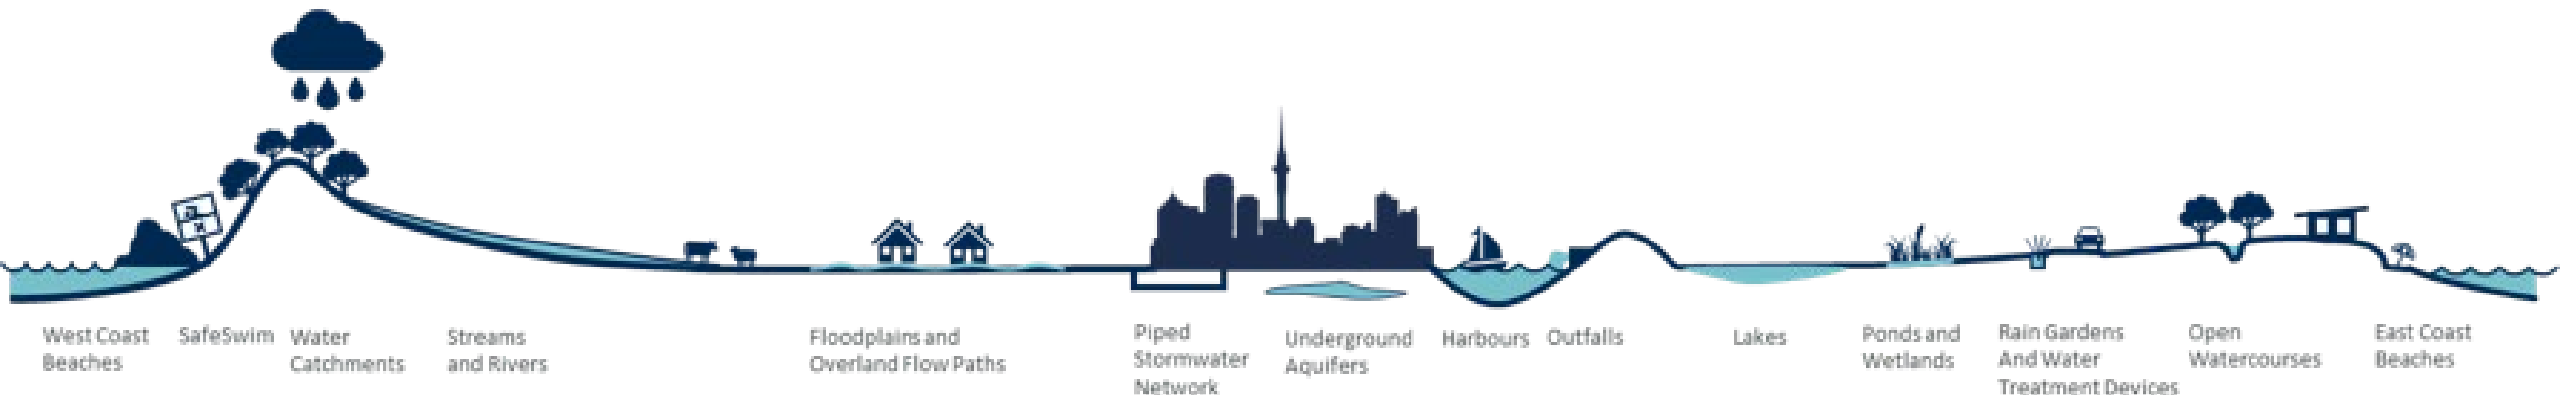 West Coast
Beaches
SafeSwim
Water
Catchments
Streams
and Rivers
Floodplains and
Overland Flow Paths
Piped
Stormwater
Network
Underground
Aquifers
Harbours
Outfalls
Lakes
Ponds and
Wetlands
Rain Gardens
And Water
Treatment Devices
Open
Watercourses
East Coast
Beaches